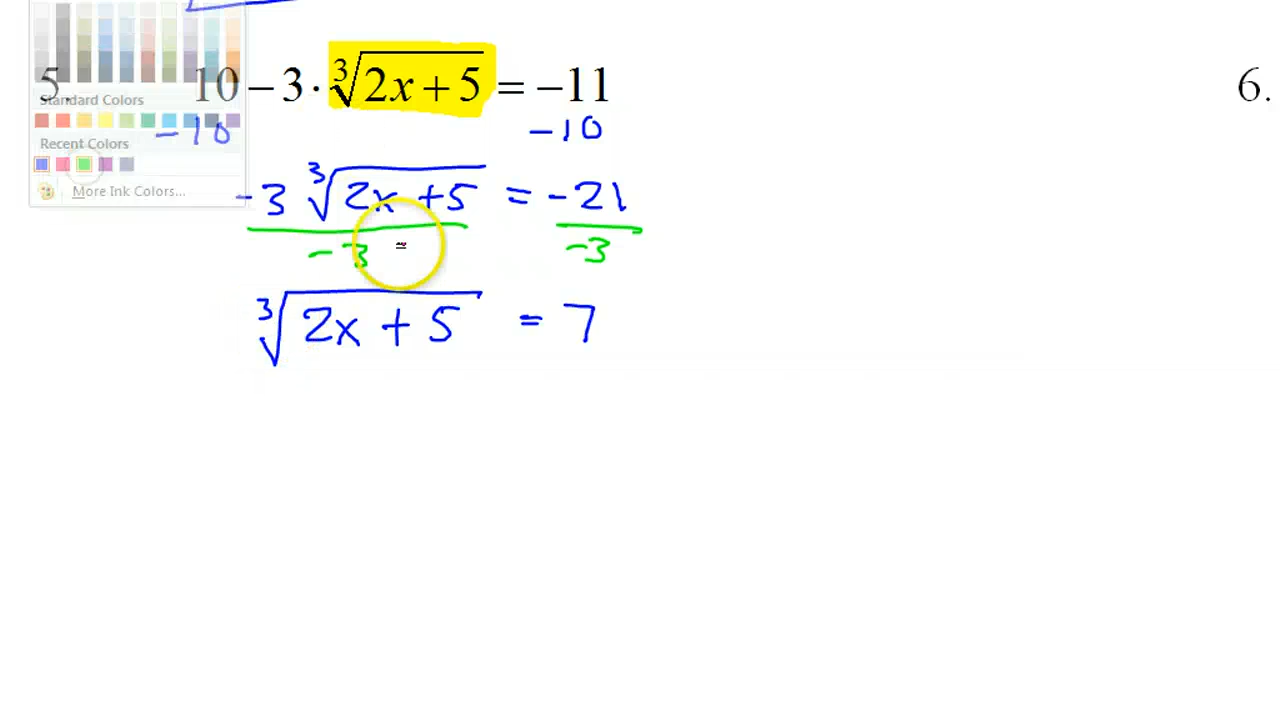 5. 10 − 3 · ∛2x + 5 = −11
6.
Standard Colors
−10 −10
Recent Colors
More Ink Colors...
-3 ∛2x + 5 = -21
-3 = -3
∛2x + 5 = 7